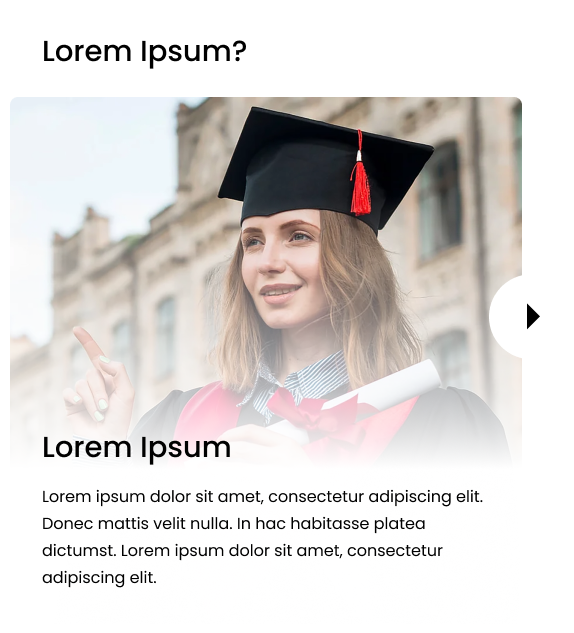 Lorem Ipsum?
Lorem Ipsum
Lorem ipsum dolor sit amet, consectetur adipiscing elit.
Donec mattis velit nulla. In hac habitasse platea
dictumst. Lorem ipsum dolor sit amet, consectetur
adipiscing elit.